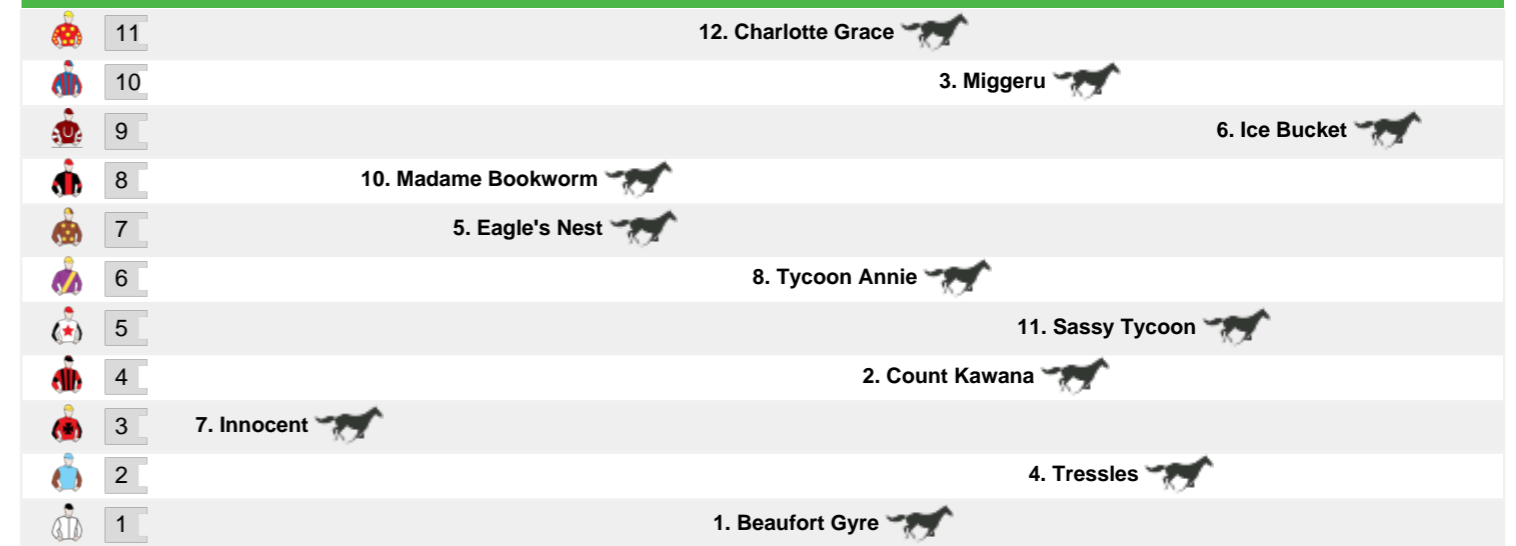 11 12. Charlotte Grace
10 3. Miggeru
9 6. Ice Bucket
8 10. Madame Bookworm
7 5. Eagle's Nest
6 8. Tycoon Annie
5 11. Sassy Tycoon
4 2. Count Kawana
3 7. Innocent
2 4. Tressles
1 1. Beaufort Gyre